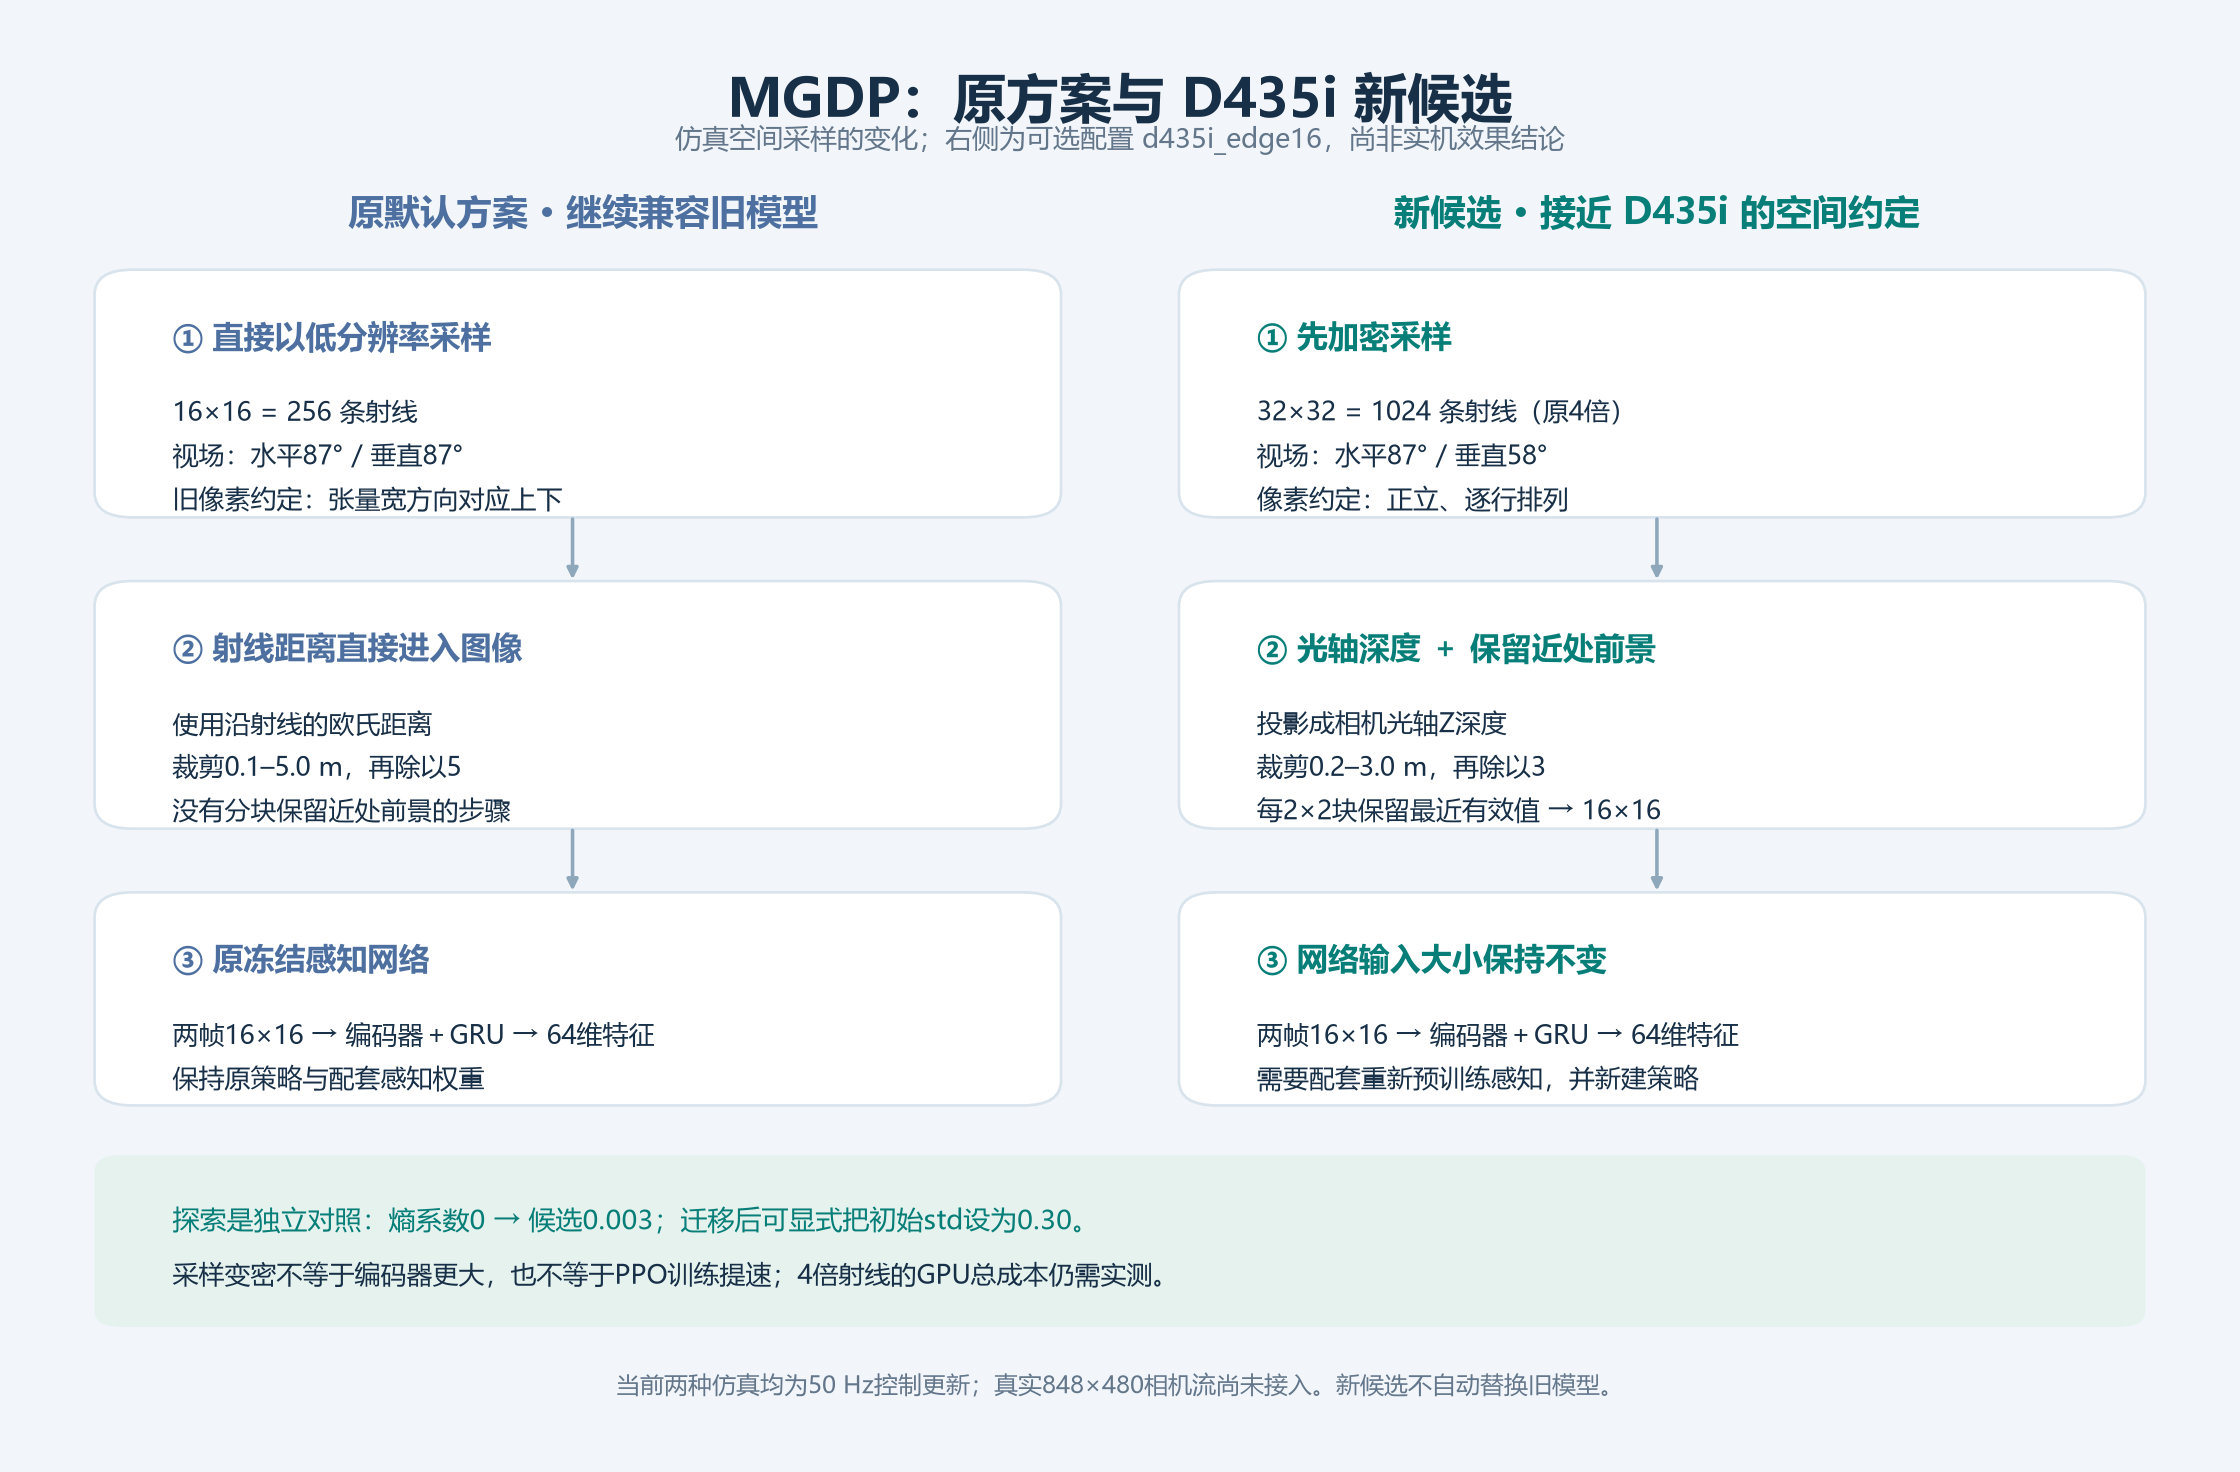 MGDP：原方案与 D435i 新候选
仿真空间采样的变化；右侧为可选配置 d435i_edge16，尚非实机效果结论
原默认方案 • 继续兼容旧模型
① 直接以低分辨率采样
16×16 = 256 条射线
视场：水平87° / 垂直87°
旧像素约定：张量宽方向对应上下
② 射线距离直接进入图像
使用沿射线的欧氏距离
裁剪0.1–5.0 m，再除以5
没有分块保留近处前景的步骤
③ 原冻结感知网络
两帧16×16 → 编码器 + GRU → 64维特征
保持原策略与配套感知权重
新候选 • 接近 D435i 的空间约定
① 先加密采样
32×32 = 1024 条射线（原4倍）
视场：水平87° / 垂直58°
像素约定：正立、逐行排列
② 光轴深度 + 保留近处前景
投影成相机光轴Z深度
裁剪0.2–3.0 m，再除以3
每2×2块保留最近有效值 → 16×16
③ 网络输入大小保持不变
两帧16×16 → 编码器 + GRU → 64维特征
需要配套重新预训练感知，并新建策略
探索是独立对照：熵系数0 → 候选0.003；迁移后可显式把初始std设为0.30。
采样变密不等于编码器更大，也不等于PPO训练提速；4倍射线的GPU总成本仍需实测。
当前两种仿真均为50 Hz控制更新；真实848×480相机流尚未接入。新候选不自动替换旧模型。